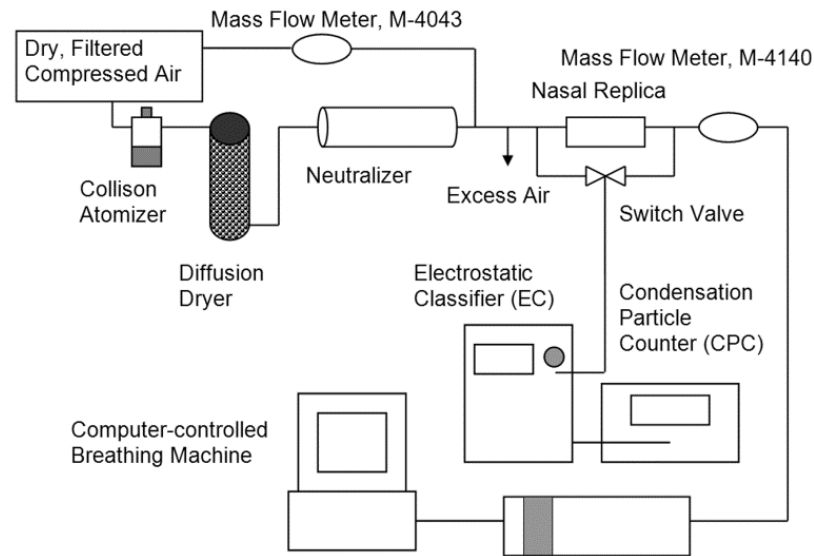 Mass Flow Meter, M-4043
Dry, Filtered
Compressed Air
Mass Flow Meter, M-4140
Nasal Replica
Collison
Atomizer
Neutralizer
Excess Air
Switch Valve
Diffusion
Dryer
Electrostatic
Classifier (EC)
Condensation
Particle
Counter (CPC)
Computer-controlled
Breathing Machine